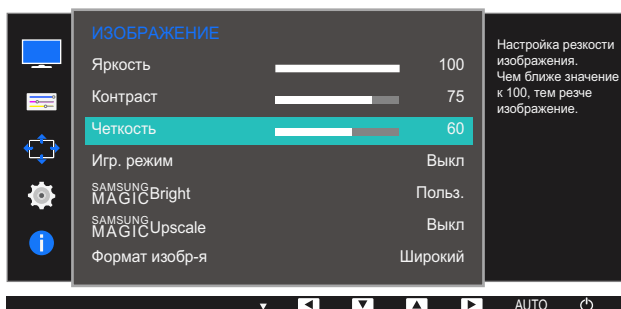 ИЗОБРАЖЕНИЕ
Яркость 100
Контраст 75
Четкость 60
Игр. режим Выкл
SAMSUNG MAGICBright Польз.
SAMSUNG MAGICUpscale Выкл
Формат изобр-я Широкий
Настройка резкости
изображения.
Чем ближе значение
к 100, тем резче
изображение.
AUTO